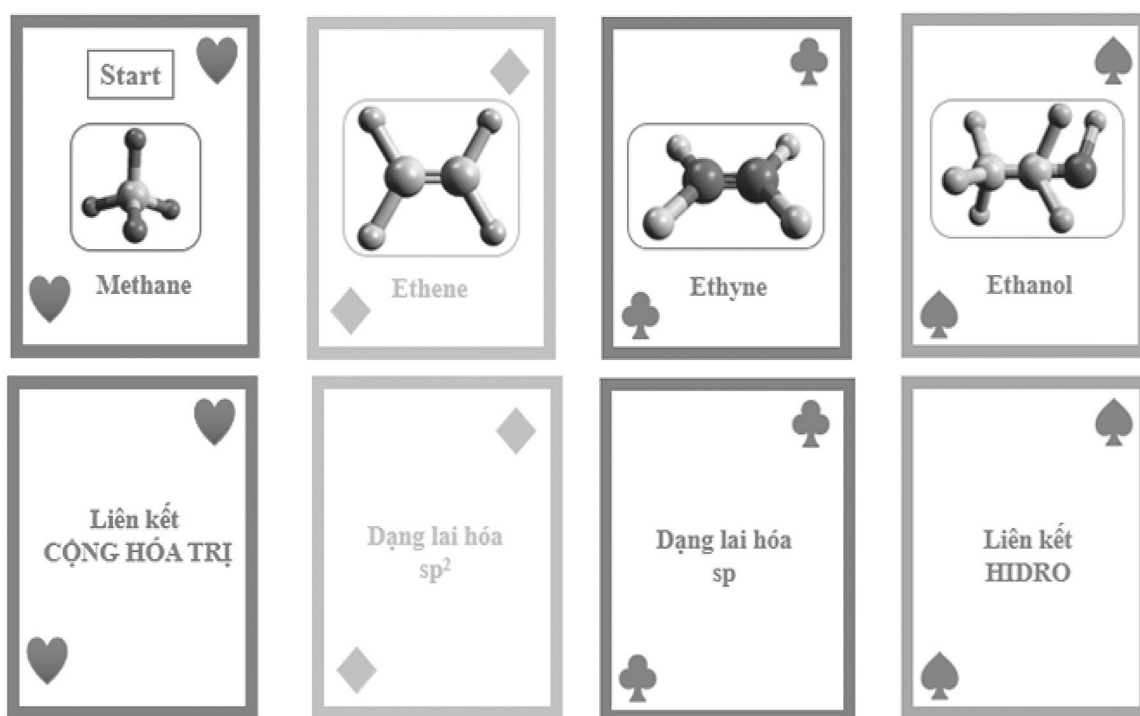 Start
Methane
Ethene
Ethyne
Ethanol
Liên kết
CỘNG HÓA TRỊ
Dạng lai hóa
sp²
Dạng lai hóa
sp
Liên kết
HIDRO